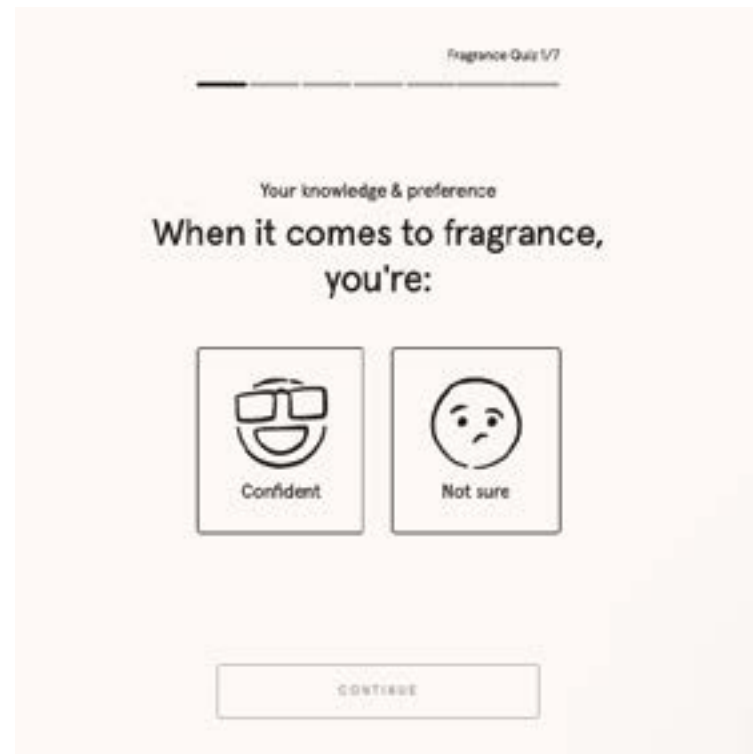 Fragrance Quiz 1/7
Your knowledge & preference
When it comes to fragrance,
you're:
Confident
Not sure
CONTINUE